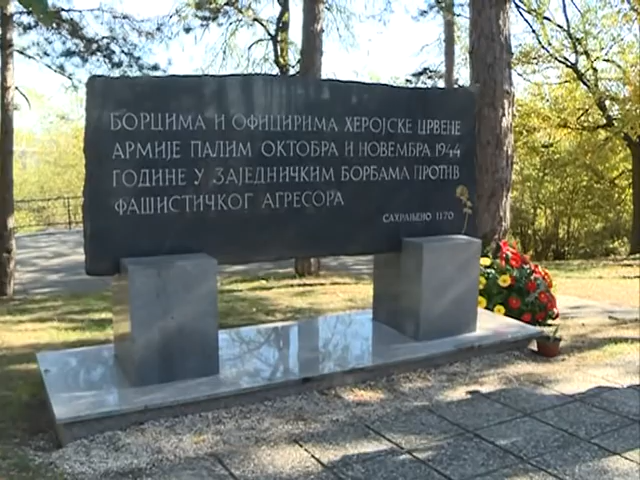 БОРЦИМА И ОФИЦИРИМА ХЕРОЈСКЕ ЦРВЕНЕ
АРМИЈЕ ПАЛИМ ОКТОБРА И НОВЕМБРА 1944
ГОДИНЕ У ЗАЈЕДНИЧКИМ БОРБАМА ПРОТИВ
ФАШИСТИЧКОГ АГРЕСОРА
САХРАЊЕНО 1170